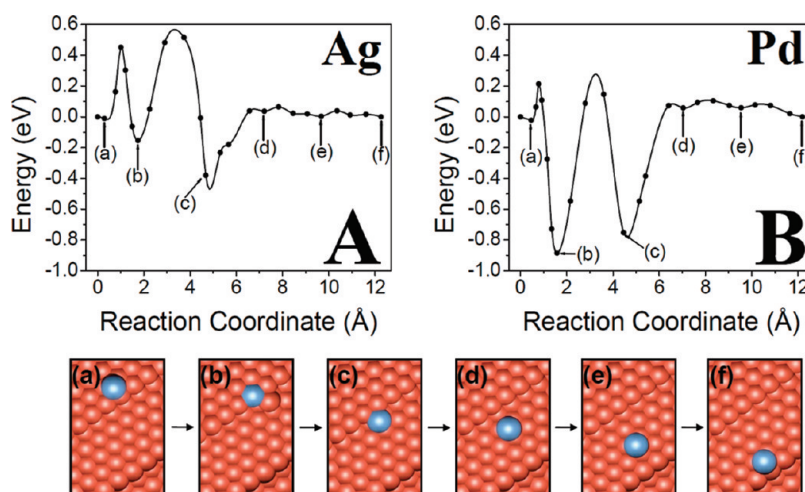 Ag
Energy (eV)
0.6
0.4
0.2
0.0
-0.2
-0.4
-0.6
-0.8
-1.0
(a)
(b)
(c)
(d)
(e)
(f)
A
0 2 4 6 8 10 12
Reaction Coordinate (Å)
Pd
Energy (eV)
0.6
0.4
0.2
0.0
-0.2
-0.4
-0.6
-0.8
-1.0
(a)
(b)
(c)
(d)
(e)
(f)
B
0 2 4 6 8 10 12
Reaction Coordinate (Å)
(a) (b) (c) (d) (e) (f)